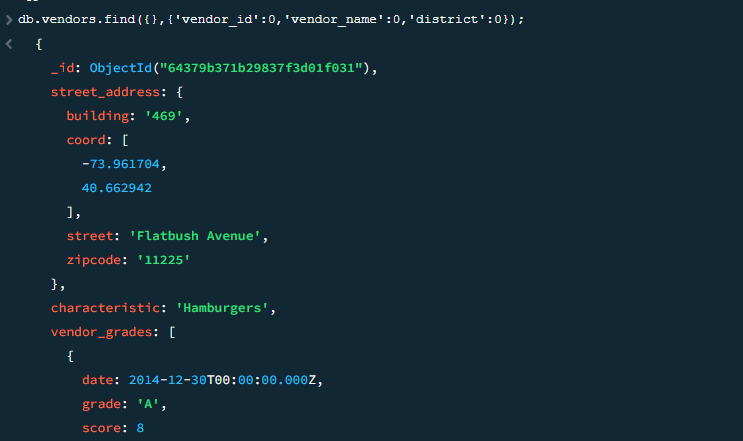 db.vendors.find({},{'vendor_id':0,'vendor_name':0,'district':0});
{
_id: ObjectId("64379b371b29837f3d01f031"),
street_address: {
building: '469',
coord: [
-73.961704,
40.662942
],
street: 'Flatbush Avenue',
zipcode: '11225'
},
characteristic: 'Hamburgers',
vendor_grades: [
{
date: 2014-12-30T00:00:00.000Z,
grade: 'A',
score: 8